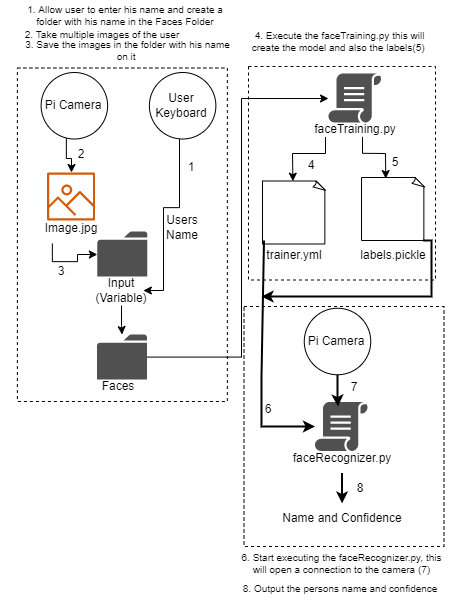 1. Allow user to enter his name and create a
folder with his name in the Faces Folder
2. Take multiple images of the user
3. Save the images in the folder with his name
on it
4. Execute the faceTraining.py this will
create the model and also the labels(5)
Pi Camera
User
Keyboard
2
1
Image.jpg
Users
Name
3
Input
(Variable)
Faces
faceTraining.py
4
5
trainer.yml
labels.pickle
Pi Camera
7
6
faceRecognizer.py
8
Name and Confidence
6. Start executing the faceRecognizer.py, this
will open a connection to the camera (7)
8. Output the persons name and confidence